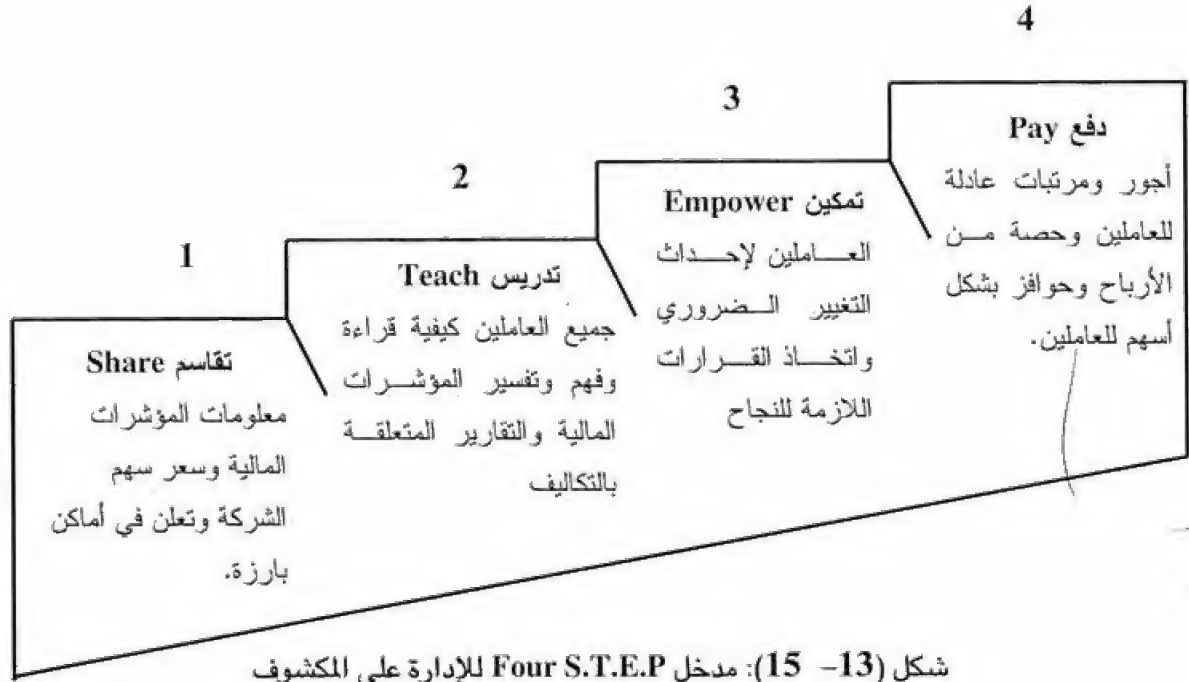 1
تقاسم Share
معلومات المؤشرات
المالية وسعر سهم
الشركة وتعلن في أماكن
بارزة.
2
تدريس Teach
جميع العاملين كيفية قراءة
وفهم وتفسير المؤشرات
المالية والتقارير المتعلقة
بالتكاليف
3
تمكين Empower
العاملين لإحداث
التغيير الضروري
واتخاذ القرارات
اللازمة للنجاح
4
دفع Pay
أجور ومرتبات عادلة
للعاملين وحصة من
الأرباح وحوافز بشكل
أسهم للعاملين.
شكل (13– 15): مدخل Four S.T.E.P للإدارة على المكشوف